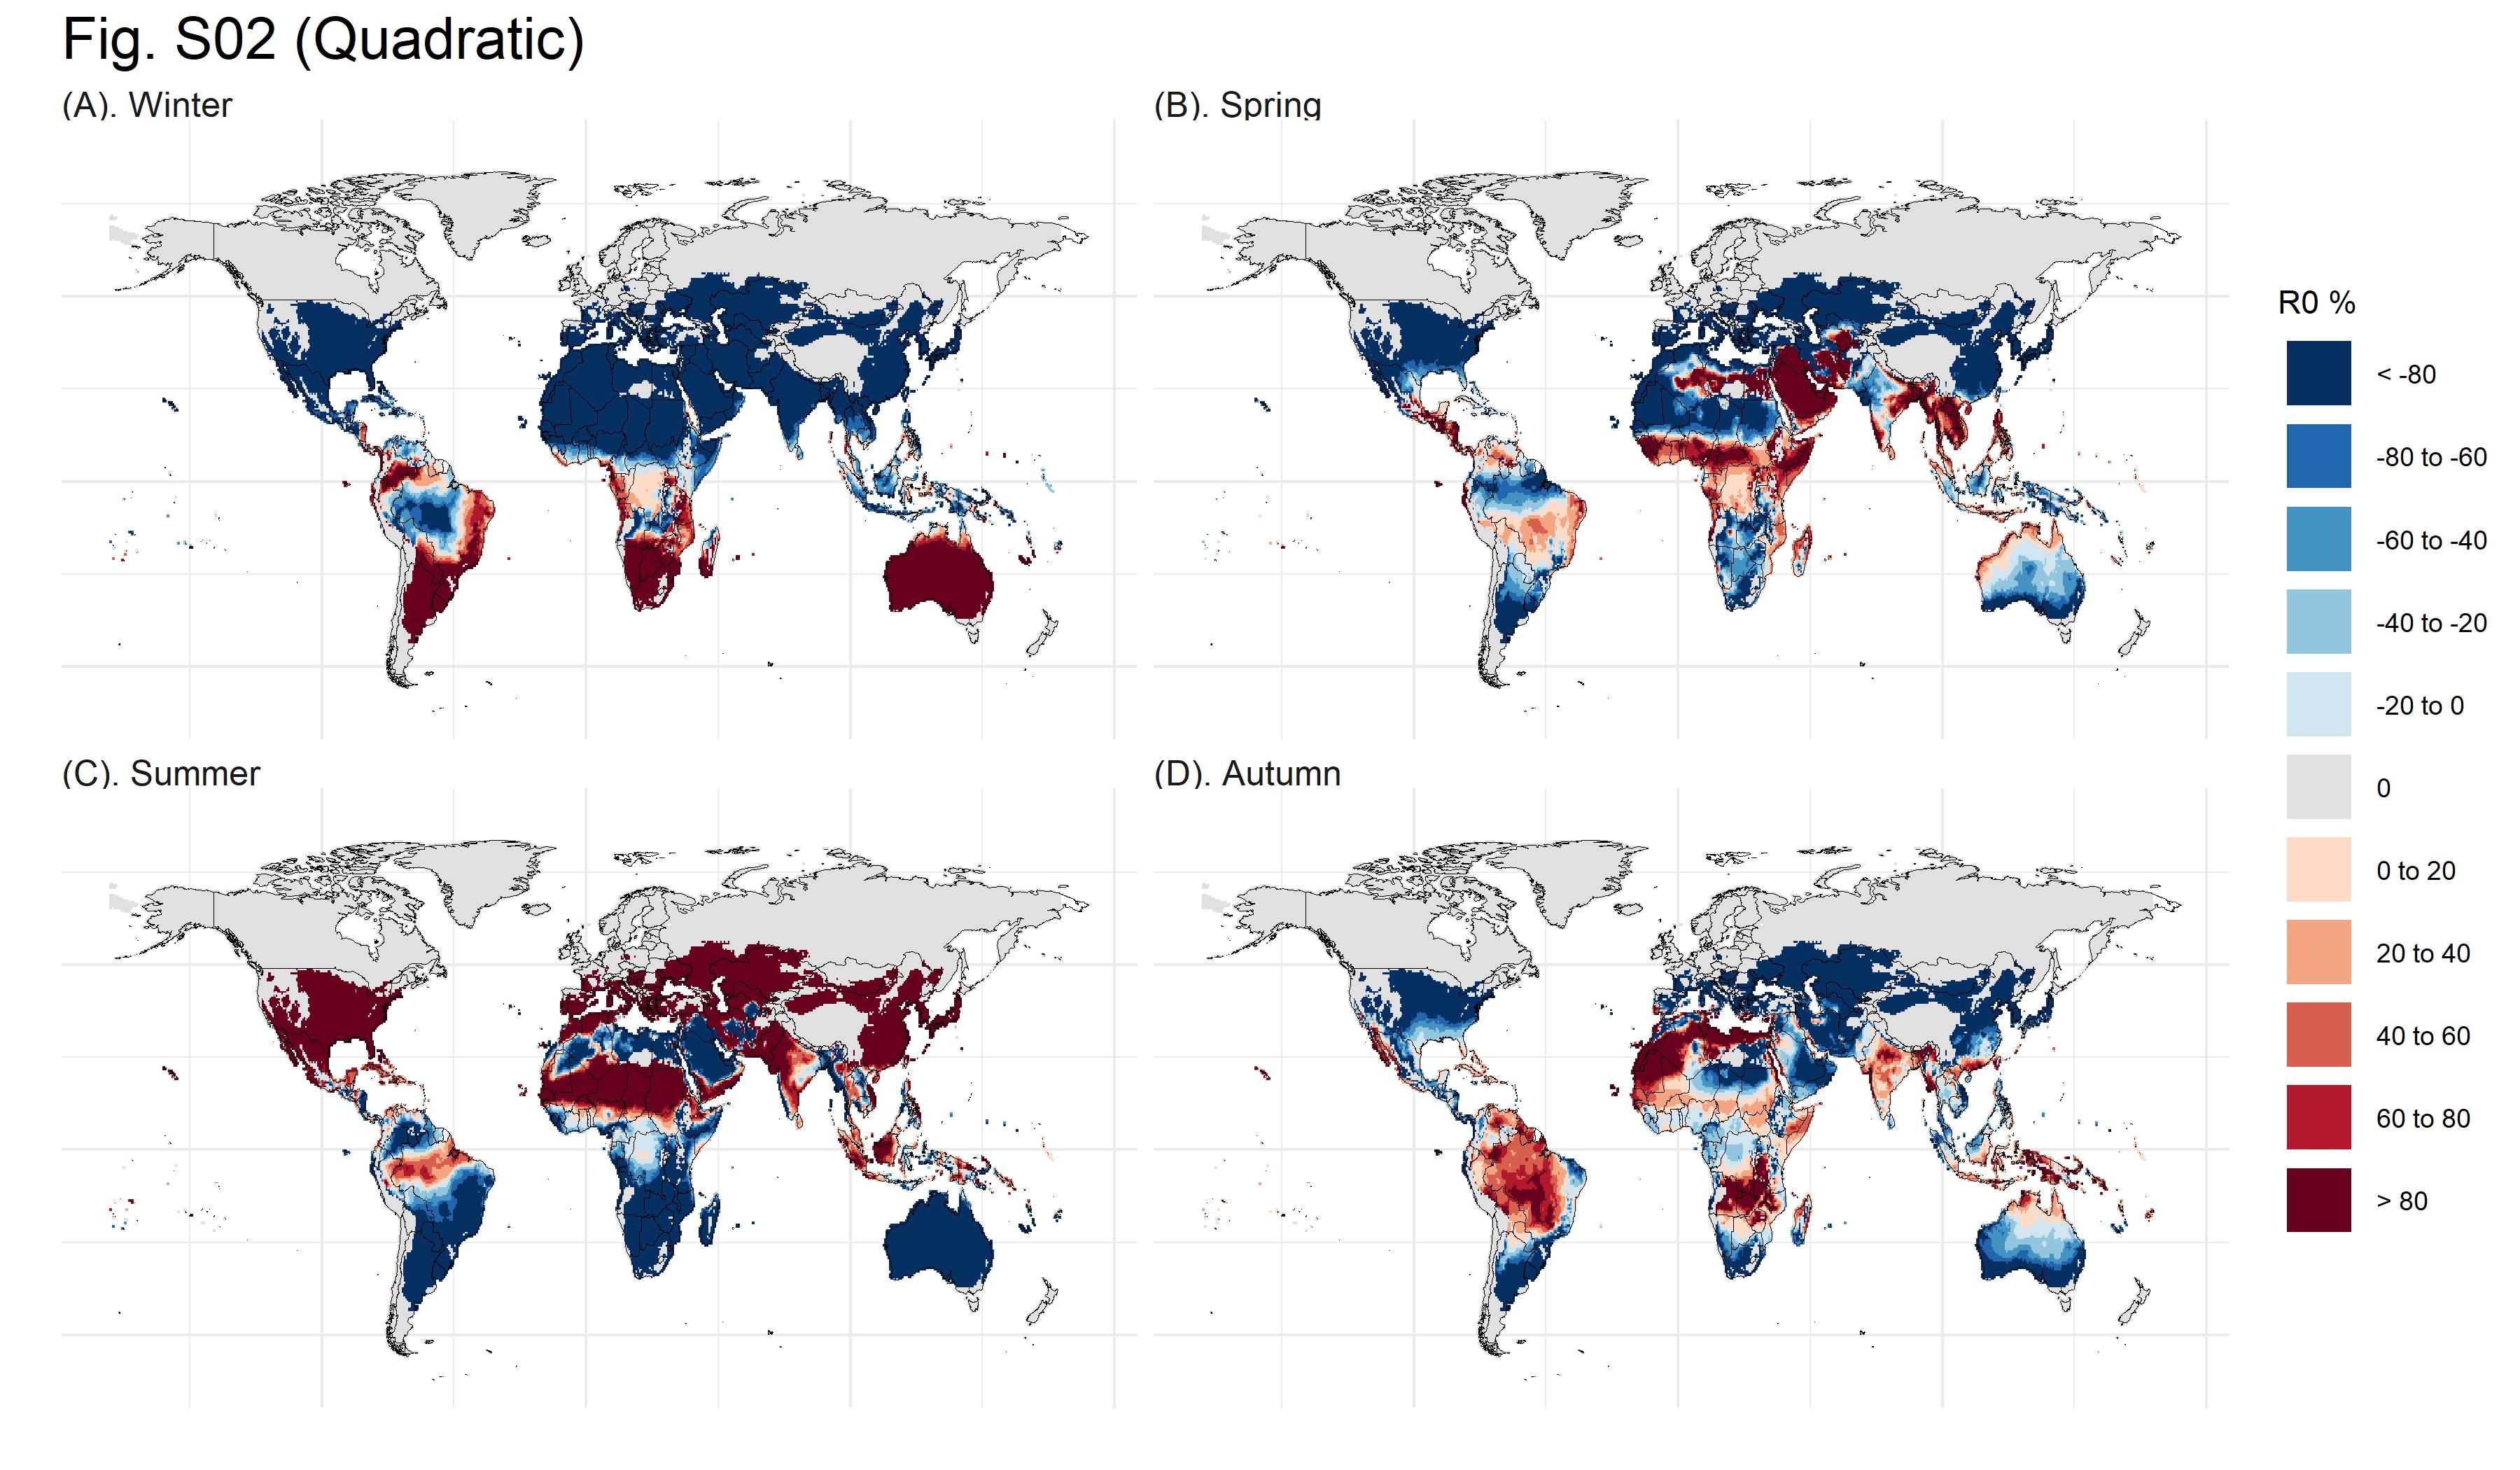 Fig. S02 (Quadratic)
(A). Winter
(B). Spring
(C). Summer
(D). Autumn
R0 %
< -80
-80 to -60
-60 to -40
-40 to -20
-20 to 0
0
0 to 20
20 to 40
40 to 60
60 to 80
> 80